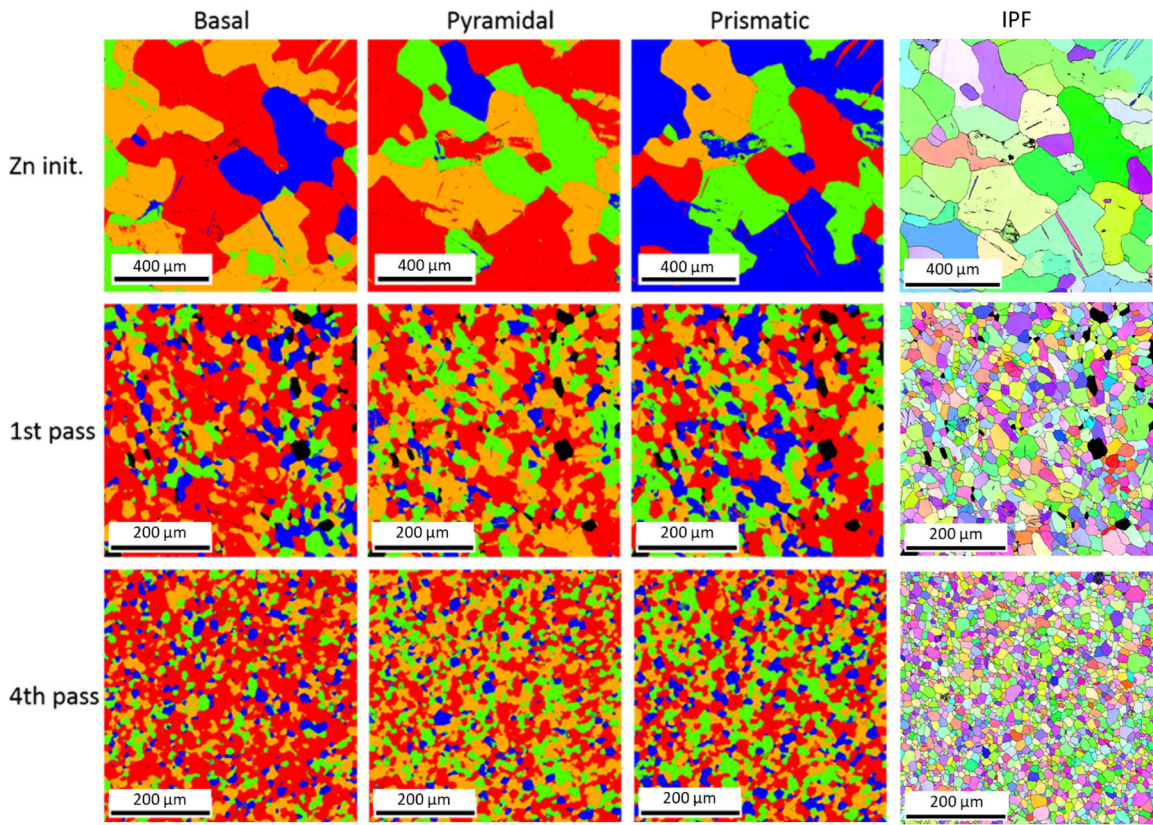 Basal Pyramidal Prismatic IPF
Zn init.
400 μm 400 μm 400 μm 400 μm
1st pass
200 μm 200 μm 200 μm 200 μm
4th pass
200 μm 200 μm 200 μm 200 μm